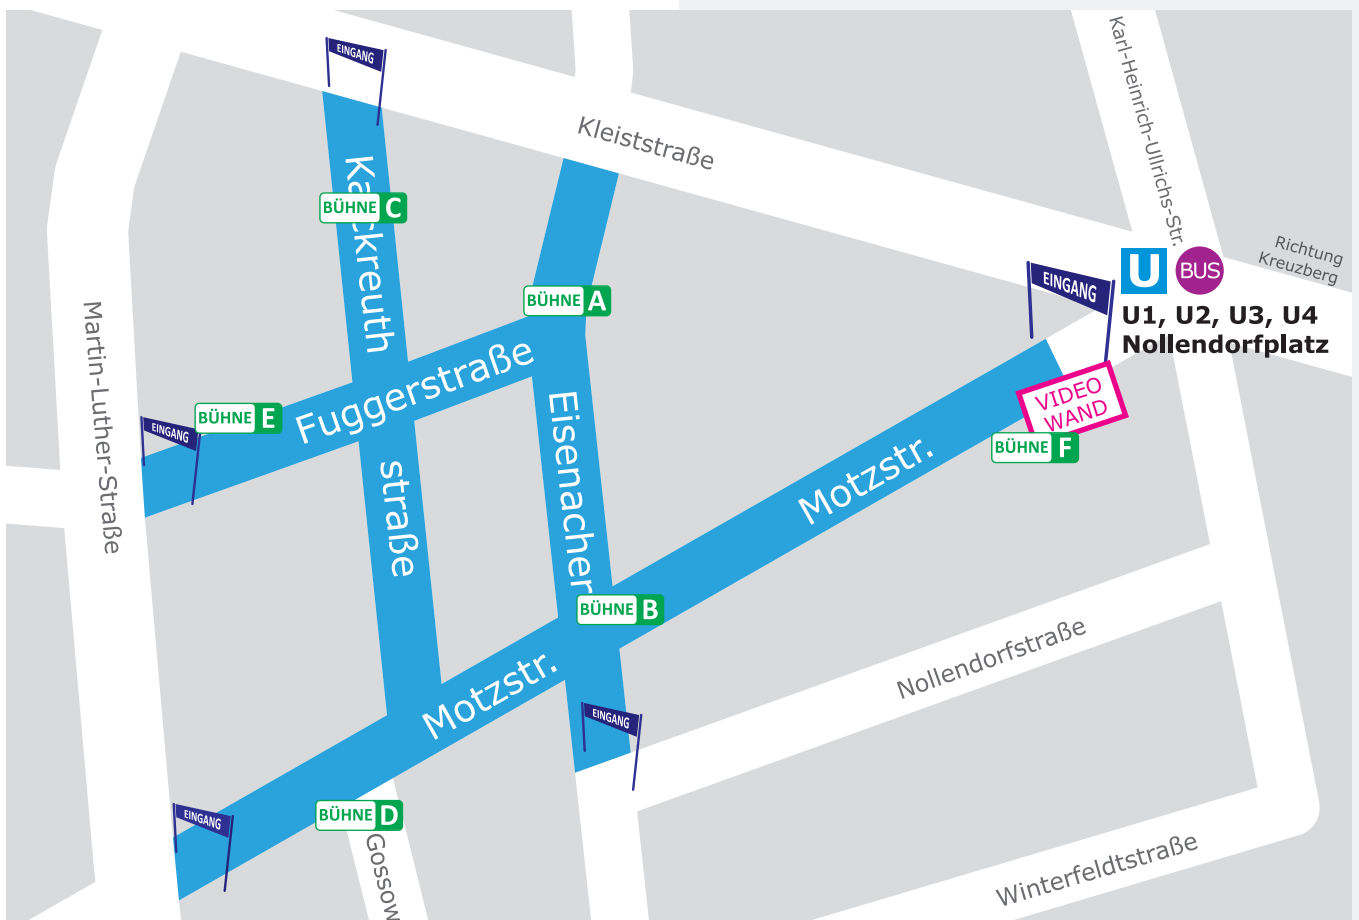 EINGANG
Kleiststraße
Karl-Heinrich-Ullrichs-Str.
Richtung
Kreuzberg
BÜHNE C
Kalckreuth
straße
U BUS
U1, U2, U3, U4
Nollendorfplatz
EINGANG
BÜHNE A
Martin-Luther-Straße
Fuggerstraße
BÜHNE E
EINGANG
Eisenacher
VIDEO
WAND
BÜHNE F
Motzstr.
BÜHNE B
Motzstr.
Nollendorfstraße
EINGANG
EINGANG
BÜHNE D
Gossow
Winterfeldtstraße